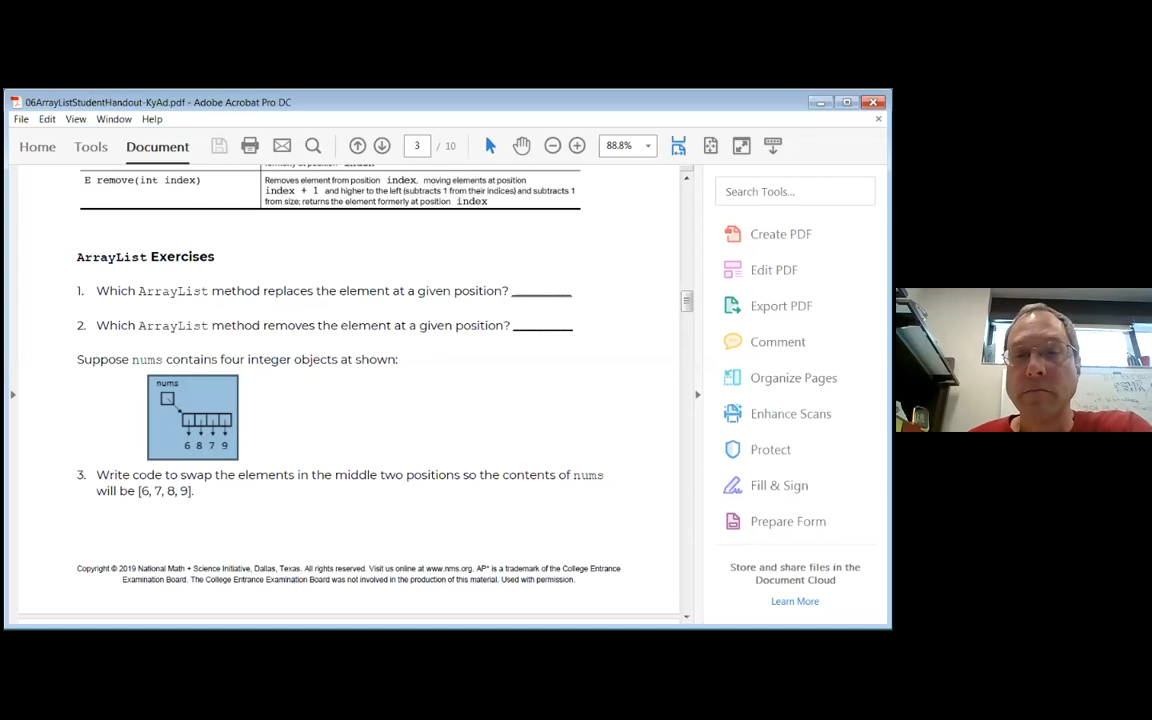 06ArrayListStudentHandout-KyAd.pdf - Adobe Acrobat Pro DC
File Edit View Window Help
Home Tools Document 3 / 10 88.8%
E remove(int index)
Removes element from position index, moving elements at position
index + 1 and higher to the left (subtracts 1 from their indices) and subtracts 1
from size; returns the element formerly at position index
ArrayList Exercises
1. Which ArrayList method replaces the element at a given position? _________
2. Which ArrayList method removes the element at a given position? _________
Suppose nums contains four integer objects at shown:
nums
6 8 7 9
3. Write code to swap the elements in the middle two positions so the contents of nums
will be [6, 7, 8, 9].
Copyright © 2019 National Math + Science Initiative, Dallas, Texas. All rights reserved. Visit us online at www.nms.org. AP* is a trademark of the College Entrance
Examination Board. The College Entrance Examination Board was not involved in the production of this material. Used with permission.
Search Tools...
Create PDF
Edit PDF
Export PDF
Comment
Organize Pages
Enhance Scans
Protect
Fill & Sign
Prepare Form
Store and share files in the
Document Cloud
Learn More